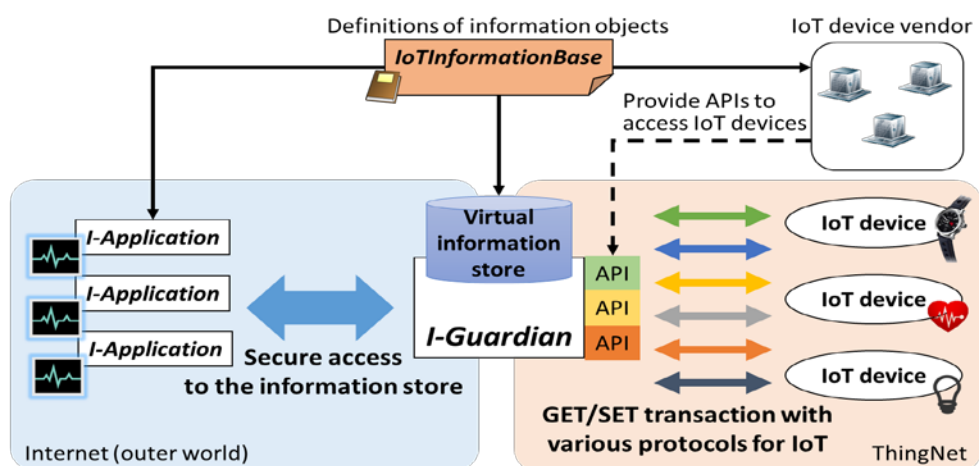 Definitions of information objects
IoTInformationBase
IoT device vendor
Provide APIs to
access IoT devices
I-Application
I-Application
I-Application
Secure access
to the information store
Internet (outer world)
Virtual
information
store
I-Guardian
API
API
API
IoT device
IoT device
IoT device
GET/SET transaction with
various protocols for IoT
ThingNet